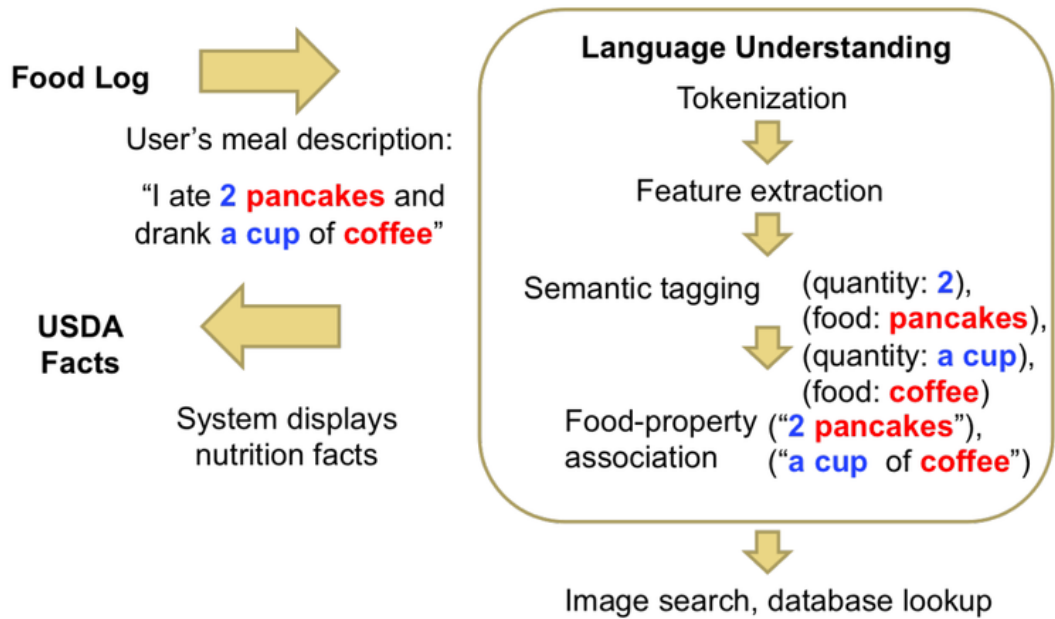 Food Log
User’s meal description:
“I ate 2 pancakes and
drank a cup of coffee”
USDA
Facts
System displays
nutrition facts
Language Understanding
Tokenization
Feature extraction
Semantic tagging
(quantity: 2),
(food: pancakes),
(quantity: a cup),
(food: coffee)
Food-property
association
(“2 pancakes”),
(“a cup of coffee”)
Image search, database lookup